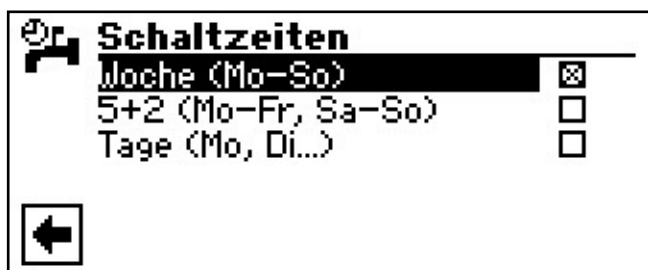 Schaltzeiten
Woche (Mo-So)
5+2 (Mo-Fr, Sa-So)
Tage (Mo, Di...)